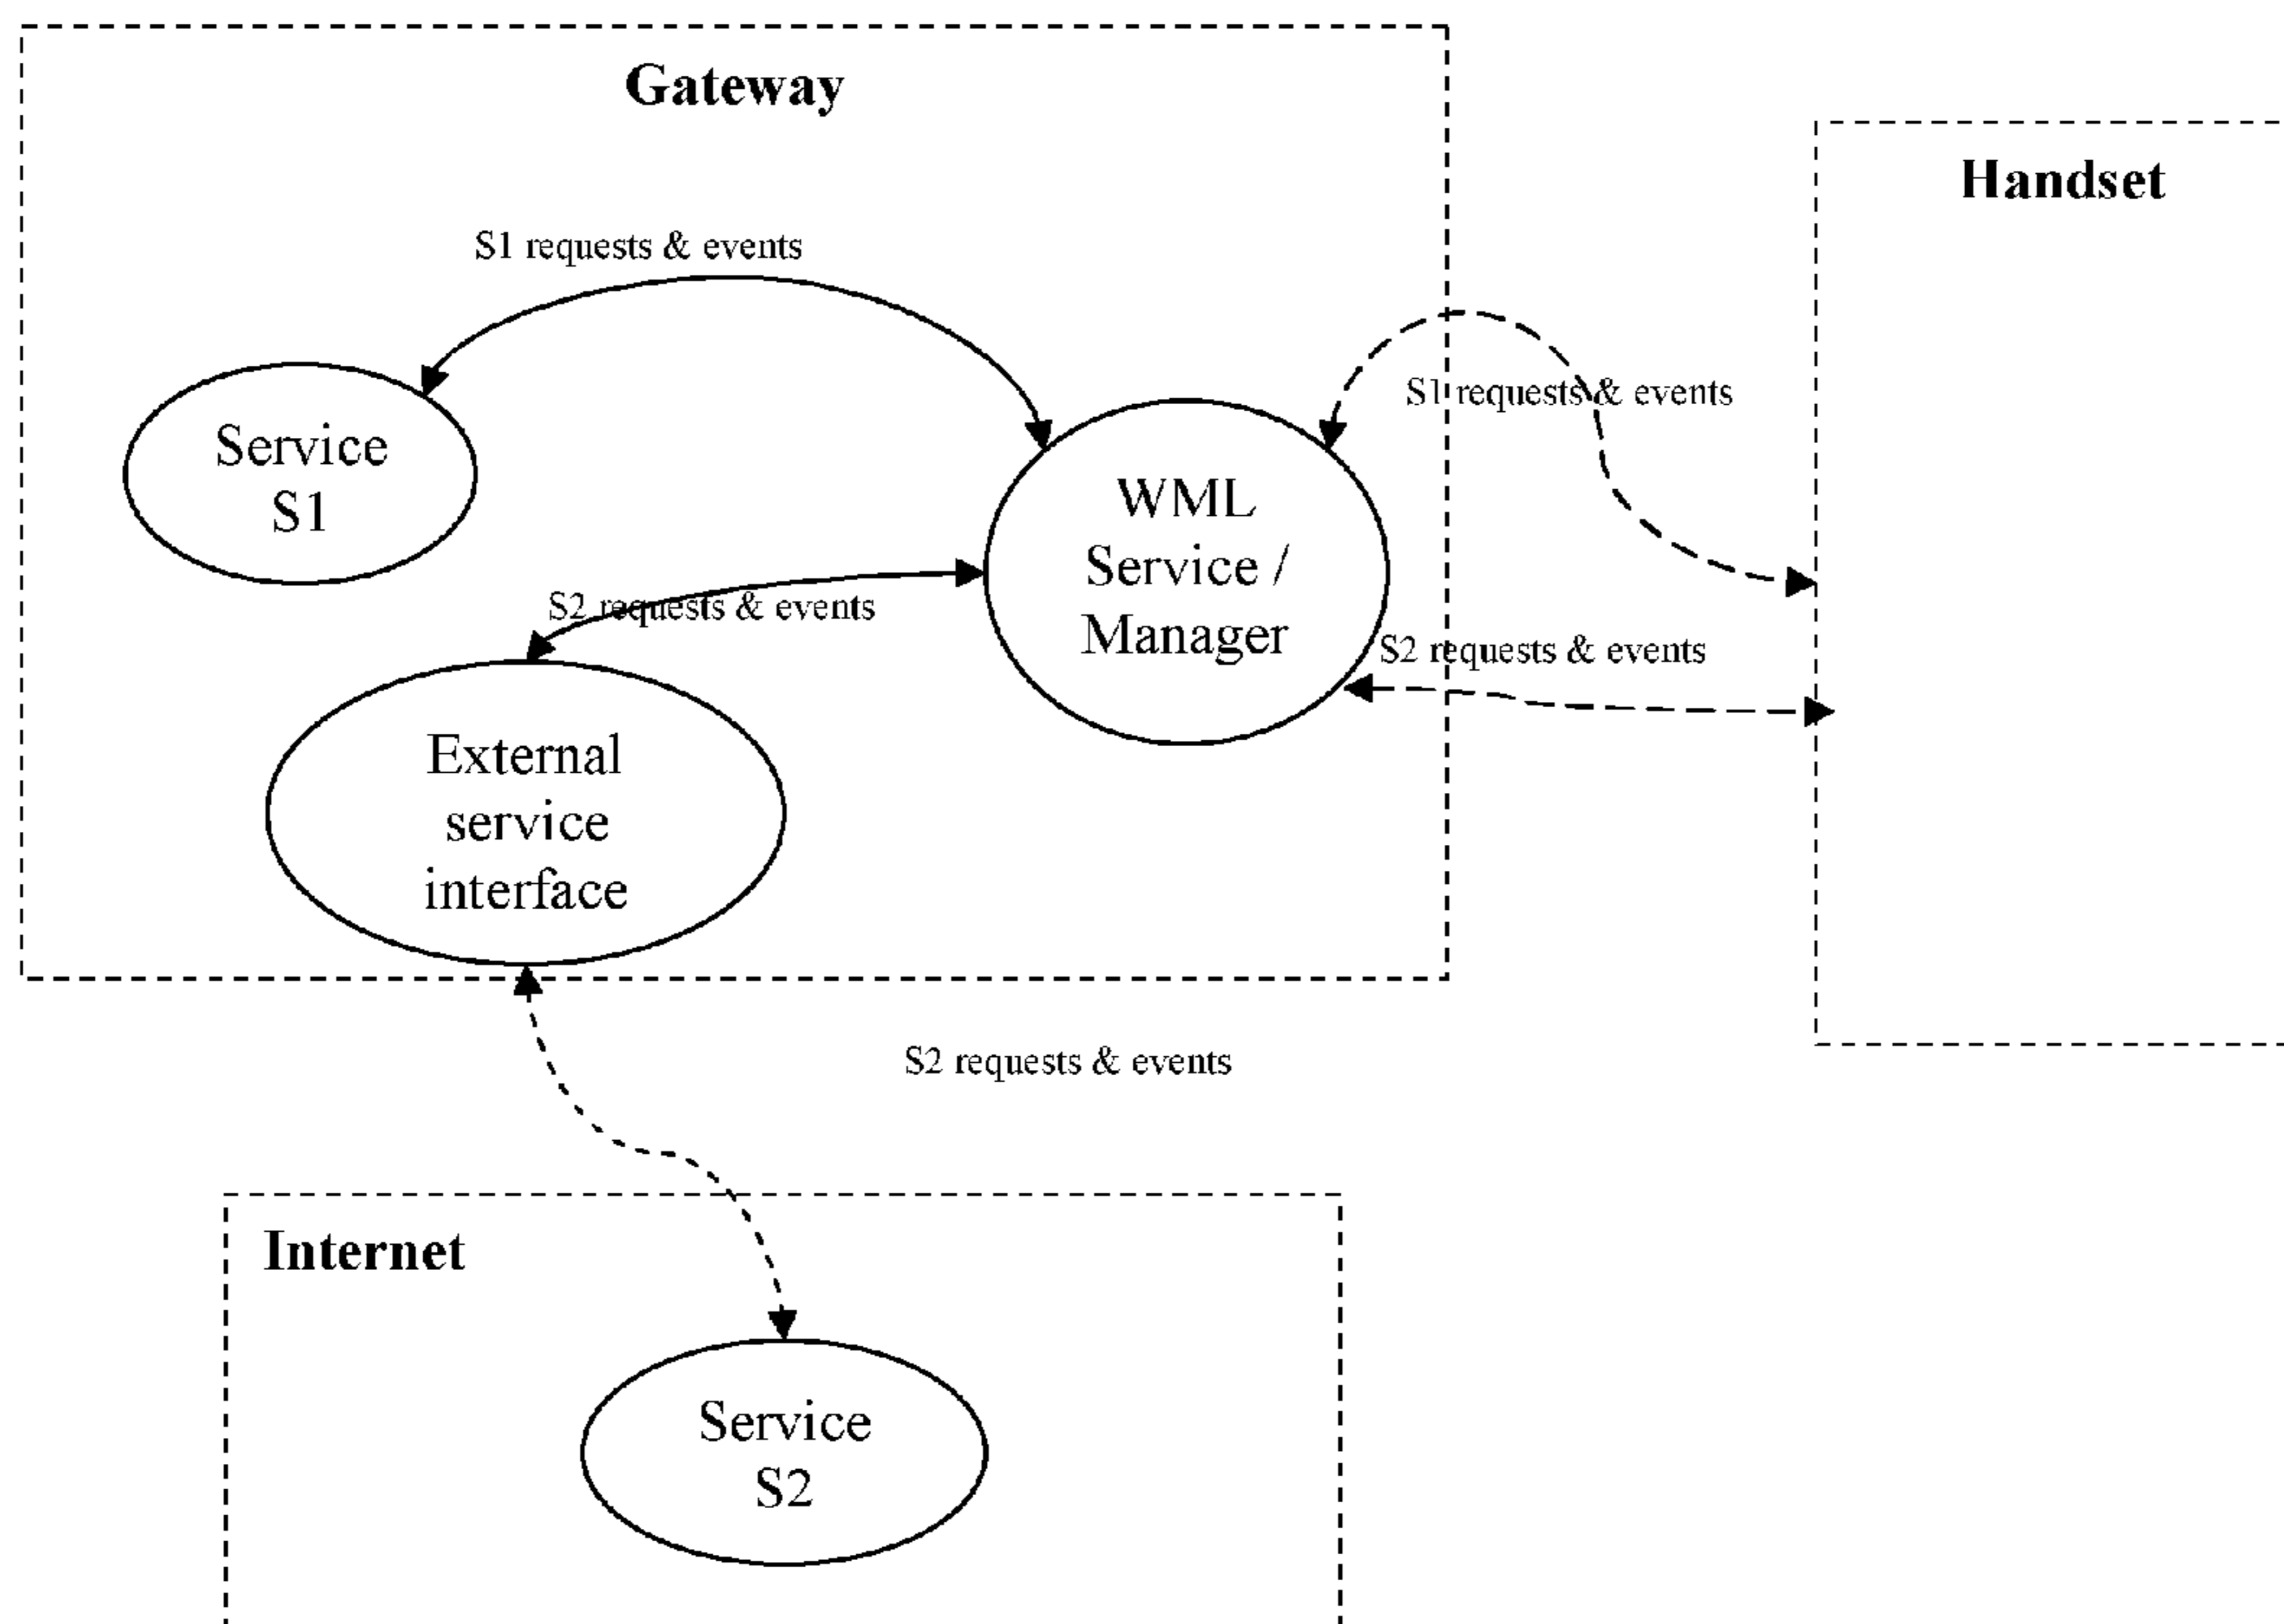 Gateway
Handset
S1 requests & events
S1 requests & events
Service
S1
WML
Service /
Manager
S2 requests & events
S2 requests & events
External
service
interface
S2 requests & events
Internet
Service
S2